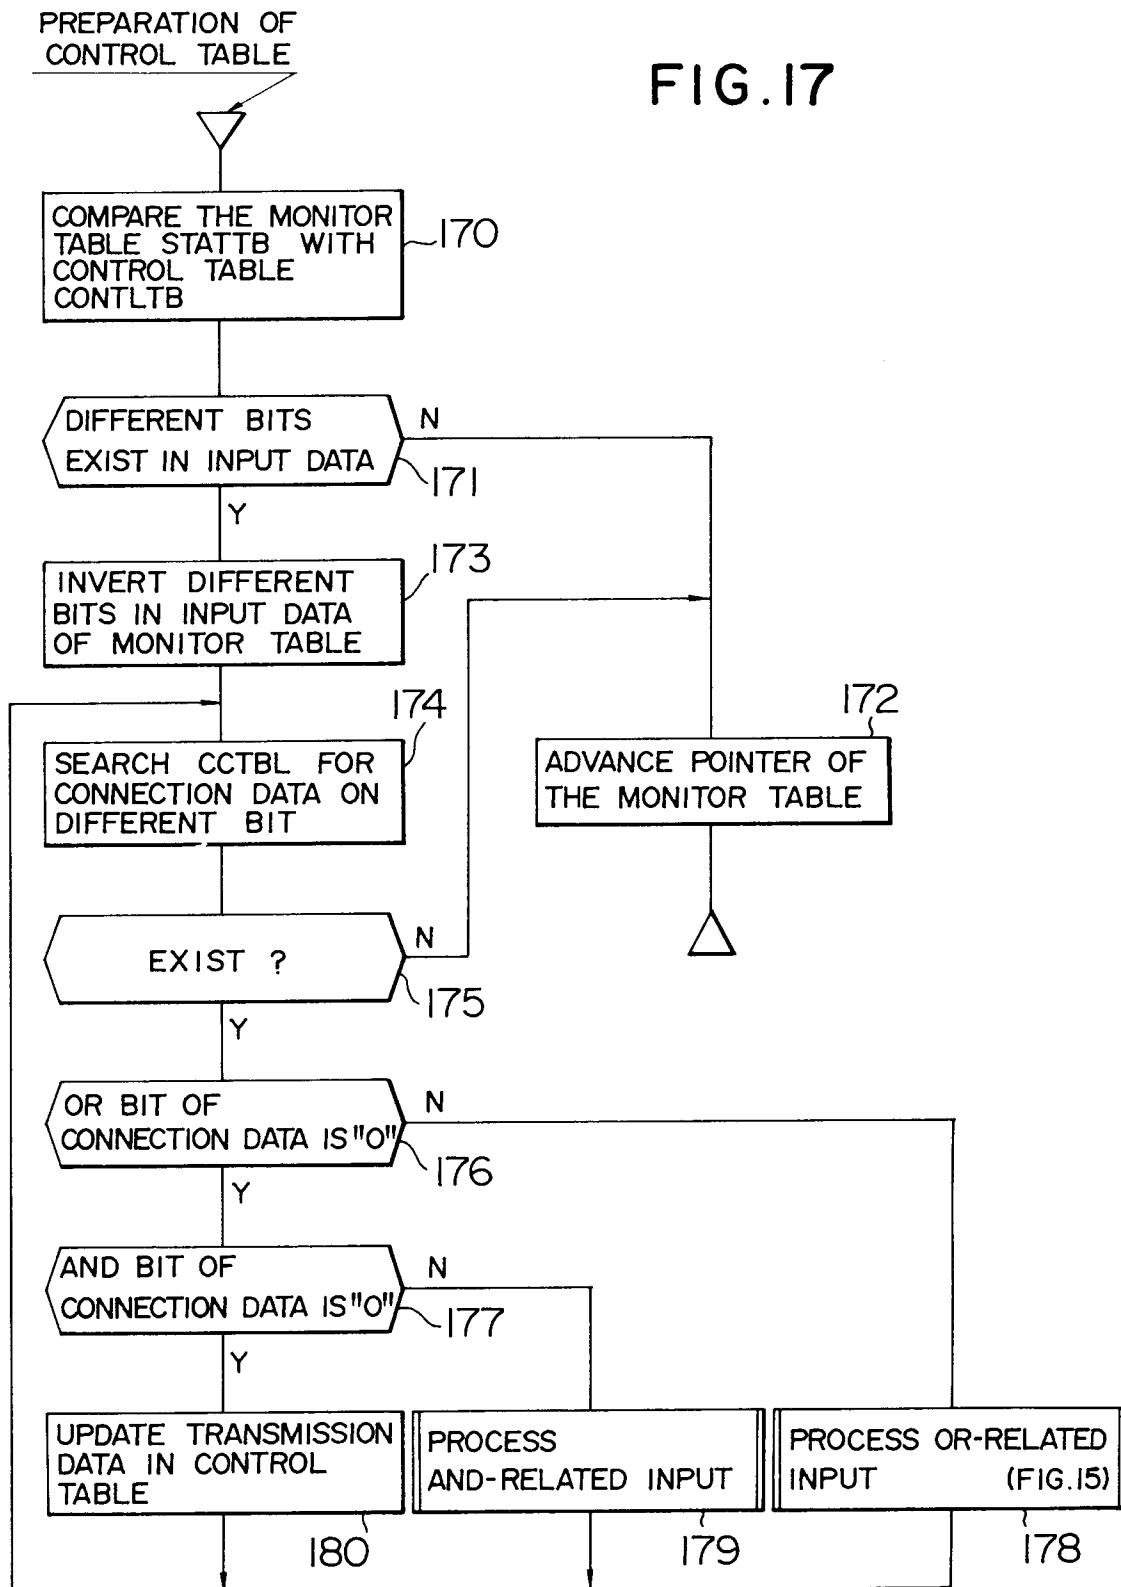 PREPARATION OF
CONTROL TABLE
FIG.17
COMPARE THE MONITOR
TABLE STATTB WITH
CONTROL TABLE
CONTLTB
170
DIFFERENT BITS
EXIST IN INPUT DATA
N
171
Y
173
INVERT DIFFERENT
BITS IN INPUT DATA
OF MONITOR TABLE
174
172
SEARCH CCTBL FOR
CONNECTION DATA ON
DIFFERENT BIT
ADVANCE POINTER OF
THE MONITOR TABLE
EXIST ?
N
175
Y
OR BIT OF
CONNECTION DATA IS "0"
N
176
Y
AND BIT OF
CONNECTION DATA IS "0"
N
177
Y
UPDATE TRANSMISSION
DATA IN CONTROL
TABLE
PROCESS
AND-RELATED INPUT
PROCESS OR-RELATED
INPUT (FIG.15)
180
179
178